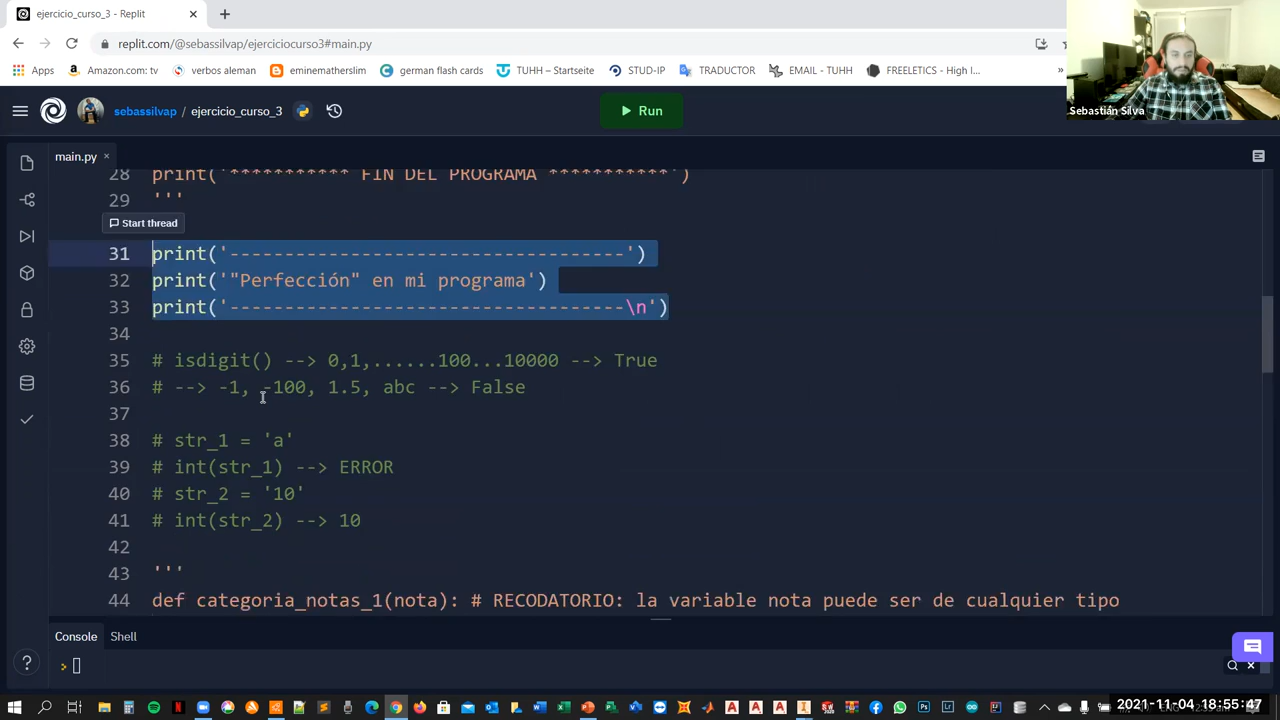 ejercicio_curso_3 - Replit
replit.com/@sebassilvap/ejerciciocurso3#main.py
Apps
Amazon.com: tv
verbos aleman
eminematherslim
german flash cards
TUHH – Startseite
STUD-IP
TRADUCTOR
EMAIL - TUHH
FREELETICS - High I...
»
Sebastián Silva
sebassilvap / ejercicio_curso_3
Run
main.py
28 print('*********** FIN DEL PROGRAMA ***********')
29 '''
Start thread
31 print('------------------------------------')
32 print('"Perfección" en mi programa')
33 print('------------------------------------\n')
34
35 # isdigit() --> 0,1,......100...10000 --> True
36 # --> -1, -100, 1.5, abc --> False
37
38 # str_1 = 'a'
39 # int(str_1) --> ERROR
40 # str_2 = '10'
41 # int(str_2) --> 10
42
43 '''
44 def categoria_notas_1(nota): # RECODATORIO: la variable nota puede ser de cualquier tipo
Console
Shell
>
2021-11-04 18:55:47